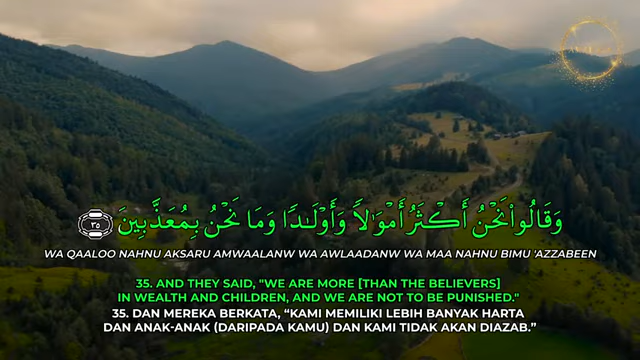 وَقَالُوا۟ نَحْنُ أَكْثَرُ أَمْوَٰلًا وَأَوْلَـٰدًا وَمَا نَحْنُ بِمُعَذَّبِينَ ٣٥
WA QAALOO NAHNU AKSARU AMWAALANW WA AWLAADANW WA MAA NAHNU BIMU 'AZZABEEN
35. AND THEY SAID, "WE ARE MORE [THAN THE BELIEVERS]
IN WEALTH AND CHILDREN, AND WE ARE NOT TO BE PUNISHED."
35. DAN MEREKA BERKATA, “KAMI MEMILIKI LEBIH BANYAK HARTA
DAN ANAK-ANAK (DARIPADA KAMU) DAN KAMI TIDAK AKAN DIAZAB.”